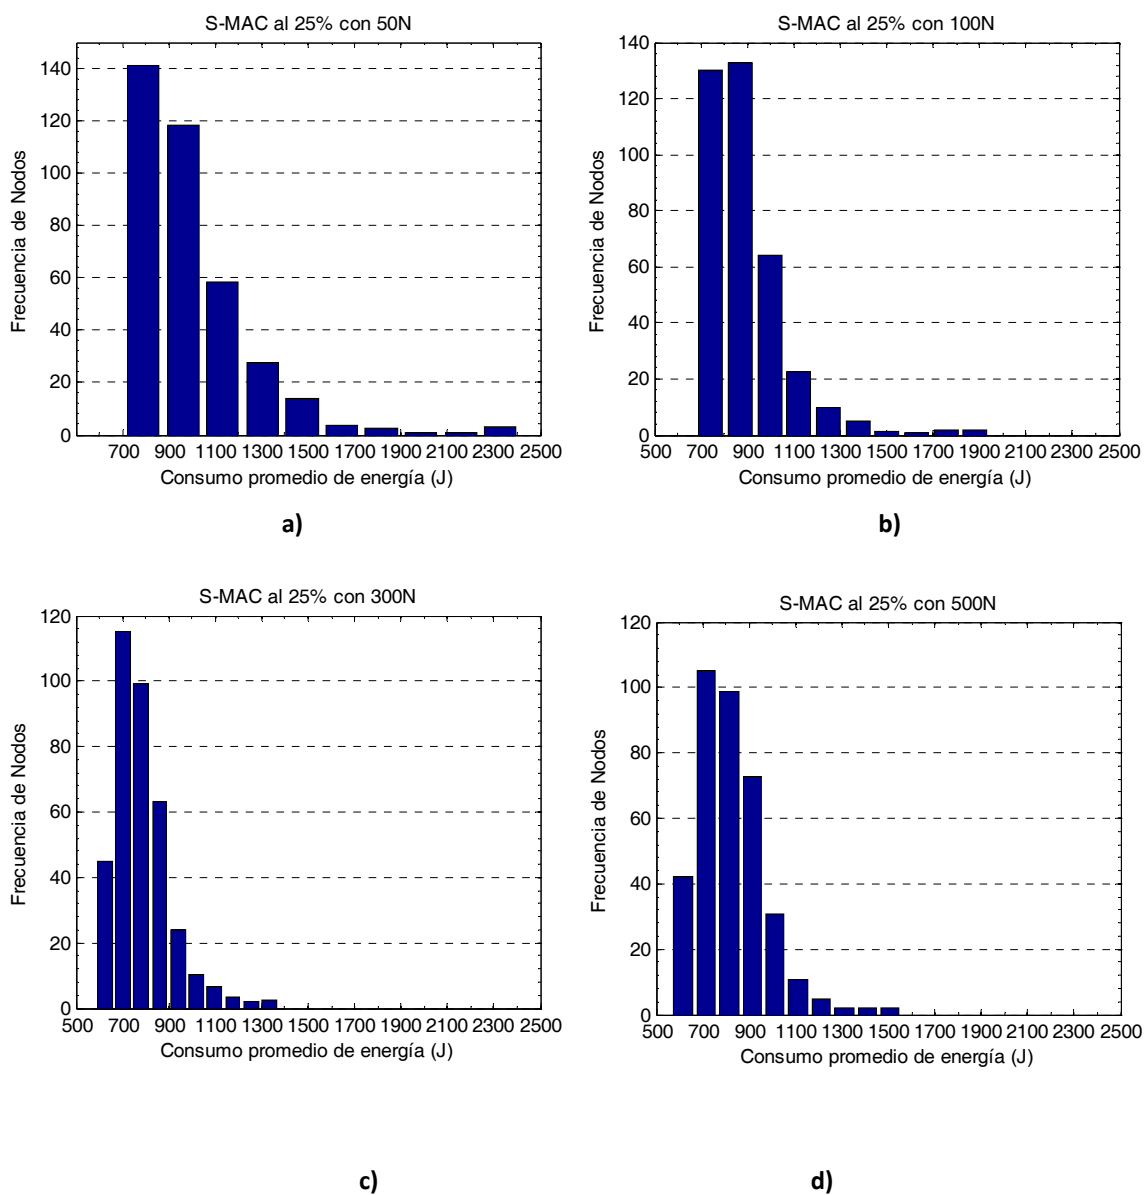 S-MAC al 25% con 50N
140
120
100
80
60
40
20
0
Frecuencia de Nodos
700 900 1100 1300 1500 1700 1900 2100 2300 2500
Consumo promedio de energía (J)
a)
S-MAC al 25% con 100N
140
120
100
80
60
40
20
0
Frecuencia de Nodos
500 700 900 1100 1300 1500 1700 1900 2100 2300 2500
Consumo promedio de energía (J)
b)
S-MAC al 25% con 300N
120
100
80
60
40
20
0
Frecuencia de Nodos
500 700 900 1100 1300 1500 1700 1900 2100 2300 2500
Consumo promedio de energía (J)
c)
S-MAC al 25% con 500N
120
100
80
60
40
20
0
Frecuencia de Nodos
500 700 900 1100 1300 1500 1700 1900 2100 2300 2500
Consumo promedio de energía (J)
d)